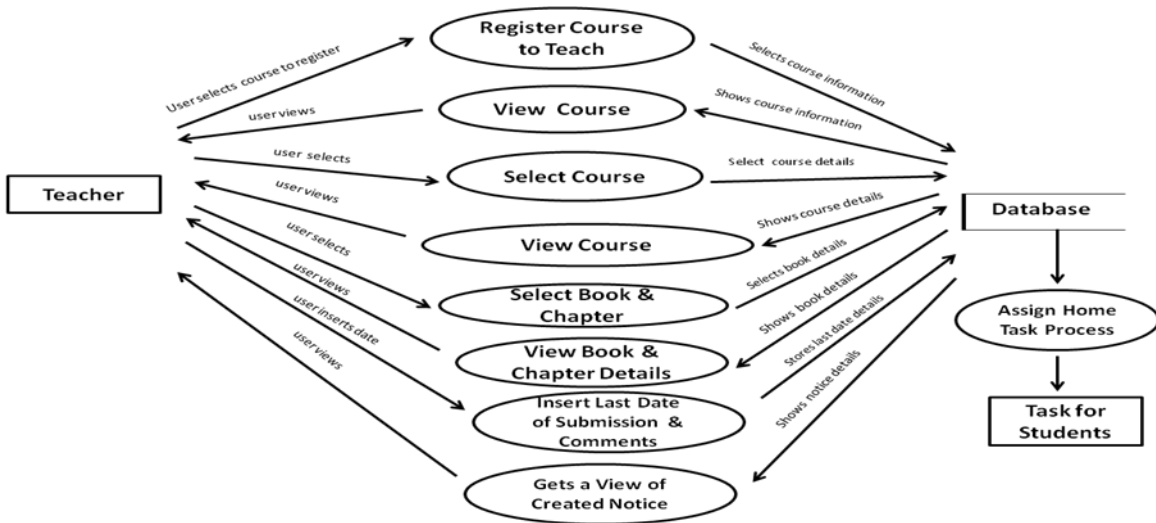 Register Course
to Teach
User selects course to register
Selects course information
View Course
user views
Shows course information
user selects
Select Course
Select course details
Teacher
user views
View Course
Shows course details
Database
user selects
Select Book &
Chapter
Selects book details
user views
View Book &
Chapter Details
Shows book details
Assign Home
Task Process
user inserts date
Insert Last Date
of Submission &
Comments
Stores last date details
Task for
Students
user views
Gets a View of
Created Notice
Shows notice details